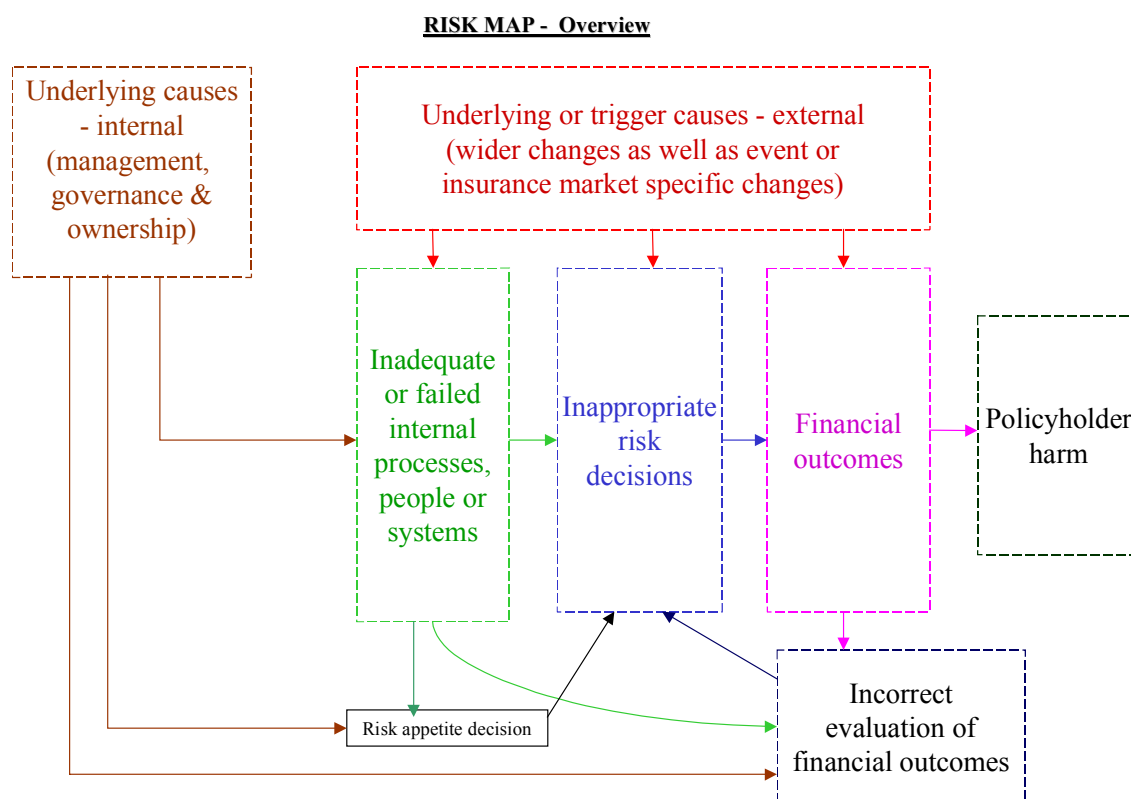 RISK MAP - Overview
Underlying causes
- internal
(management,
governance &
ownership)
Underlying or trigger causes - external
(wider changes as well as event or
insurance market specific changes)
Inadequate
or failed
internal
processes,
people or
systems
Inappropriate
risk
decisions
Financial
outcomes
Policyholder
harm
Risk appetite decision
Incorrect
evaluation of
financial outcomes